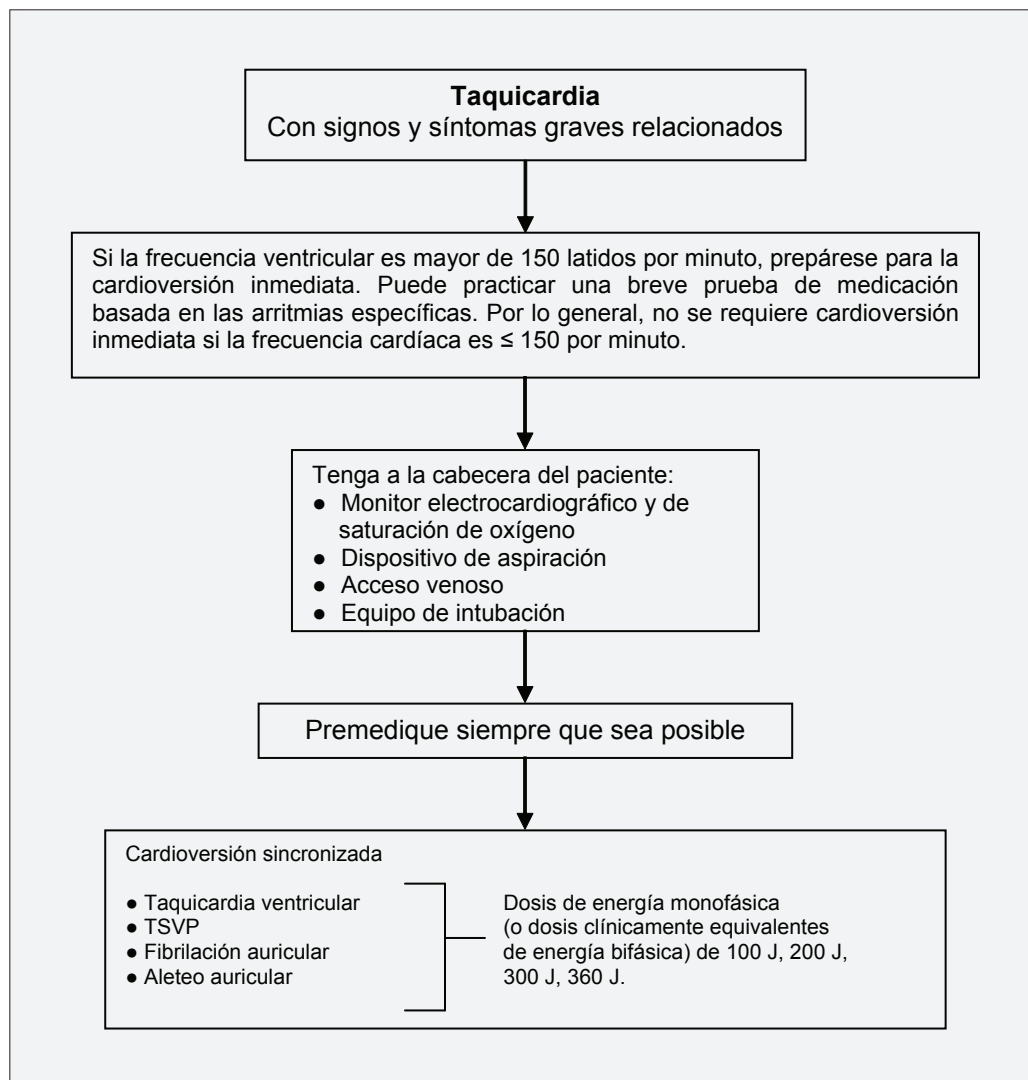 Taquicardia
Con signos y síntomas graves relacionados
Si la frecuencia ventricular es mayor de 150 latidos por minuto, prepárese para la
cardioversión inmediata. Puede practicar una breve prueba de medicación
basada en las arritmias específicas. Por lo general, no se requiere cardioversión
inmediata si la frecuencia cardíaca es ≤ 150 por minuto.
Tenga a la cabecera del paciente:
● Monitor electrocardiográfico y de
saturación de oxígeno
● Dispositivo de aspiración
● Acceso venoso
● Equipo de intubación
Premedique siempre que sea posible
Cardioversión sincronizada
● Taquicardia ventricular
● TSVP
● Fibrilación auricular
● Aleteo auricular
Dosis de energía monofásica
(o dosis clínicamente equivalentes
de energía bifásica) de 100 J, 200 J,
300 J, 360 J.